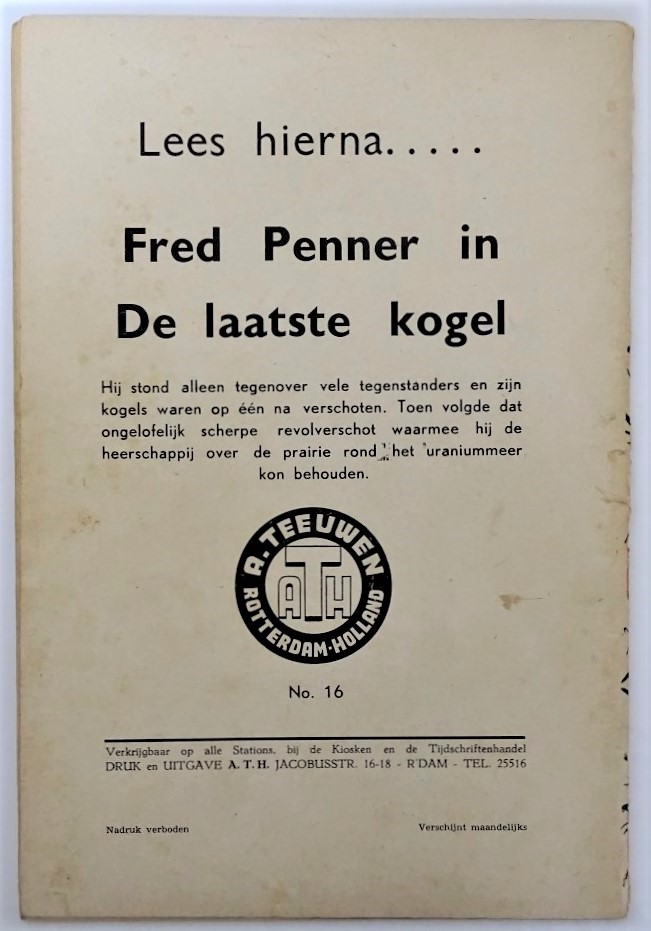 Lees hierna.....
Fred Penner in
De laatste kogel
Hij stond alleen tegenover vele tegenstanders en zijn
kogels waren op één na verschoten. Toen volgde dat
ongelofelijk scherpe revolverschot waarmee hij de
heerschappij over de prairie rond het uraniummeer
kon behouden.
A. TEEUWEN
ATH
ROTTERDAM-HOLLAND
No. 16
Verkrijgbaar op alle Stations. bij de Kiosken en de Tijdschriftenhandel
DRUK en UITGAVE A. T. H. JACOBUSSTR. 16-18 - R'DAM - TEL. 25516
Nadruk verboden Verschijnt maandelijks